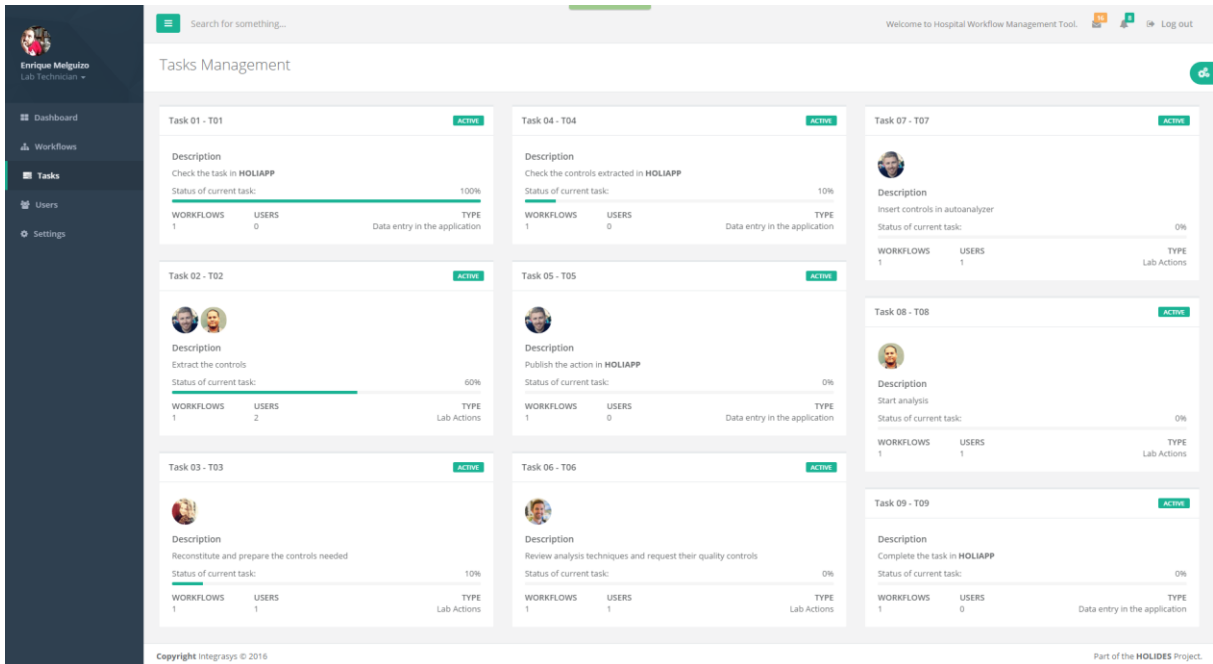 Enrique Melguizo
Lab Technician
Dashboard
Workflows
Tasks
Users
Settings
Search for something...
Welcome to Hospital Workflow Management Tool.
16
8
Log out
Tasks Management
Task 01 - T01 ACTIVE
Description
Check the task in HOLIAPP
Status of current task: 100%
WORKFLOWS USERS TYPE
1 0 Data entry in the application
Task 02 - T02 ACTIVE
Description
Extract the controls
Status of current task: 60%
WORKFLOWS USERS TYPE
1 2 Lab Actions
Task 03 - T03 ACTIVE
Description
Reconstitute and prepare the controls needed
Status of current task: 10%
WORKFLOWS USERS TYPE
1 1 Lab Actions
Task 04 - T04 ACTIVE
Description
Check the controls extracted in HOLIAPP
Status of current task: 10%
WORKFLOWS USERS TYPE
1 0 Data entry in the application
Task 05 - T05 ACTIVE
Description
Publish the action in HOLIAPP
Status of current task: 0%
WORKFLOWS USERS TYPE
1 0 Data entry in the application
Task 06 - T06 ACTIVE
Description
Review analysis techniques and request their quality controls
Status of current task: 0%
WORKFLOWS USERS TYPE
1 1 Lab Actions
Task 07 - T07 ACTIVE
Description
Insert controls in autoanalyzer
Status of current task: 0%
WORKFLOWS USERS TYPE
1 1 Lab Actions
Task 08 - T08 ACTIVE
Description
Start analysis
Status of current task: 0%
WORKFLOWS USERS TYPE
1 1 Lab Actions
Task 09 - T09 ACTIVE
Description
Complete the task in HOLIAPP
Status of current task: 0%
WORKFLOWS USERS TYPE
1 0 Data entry in the application
Copyright Integrasys © 2016
Part of the HOLIDES Project.